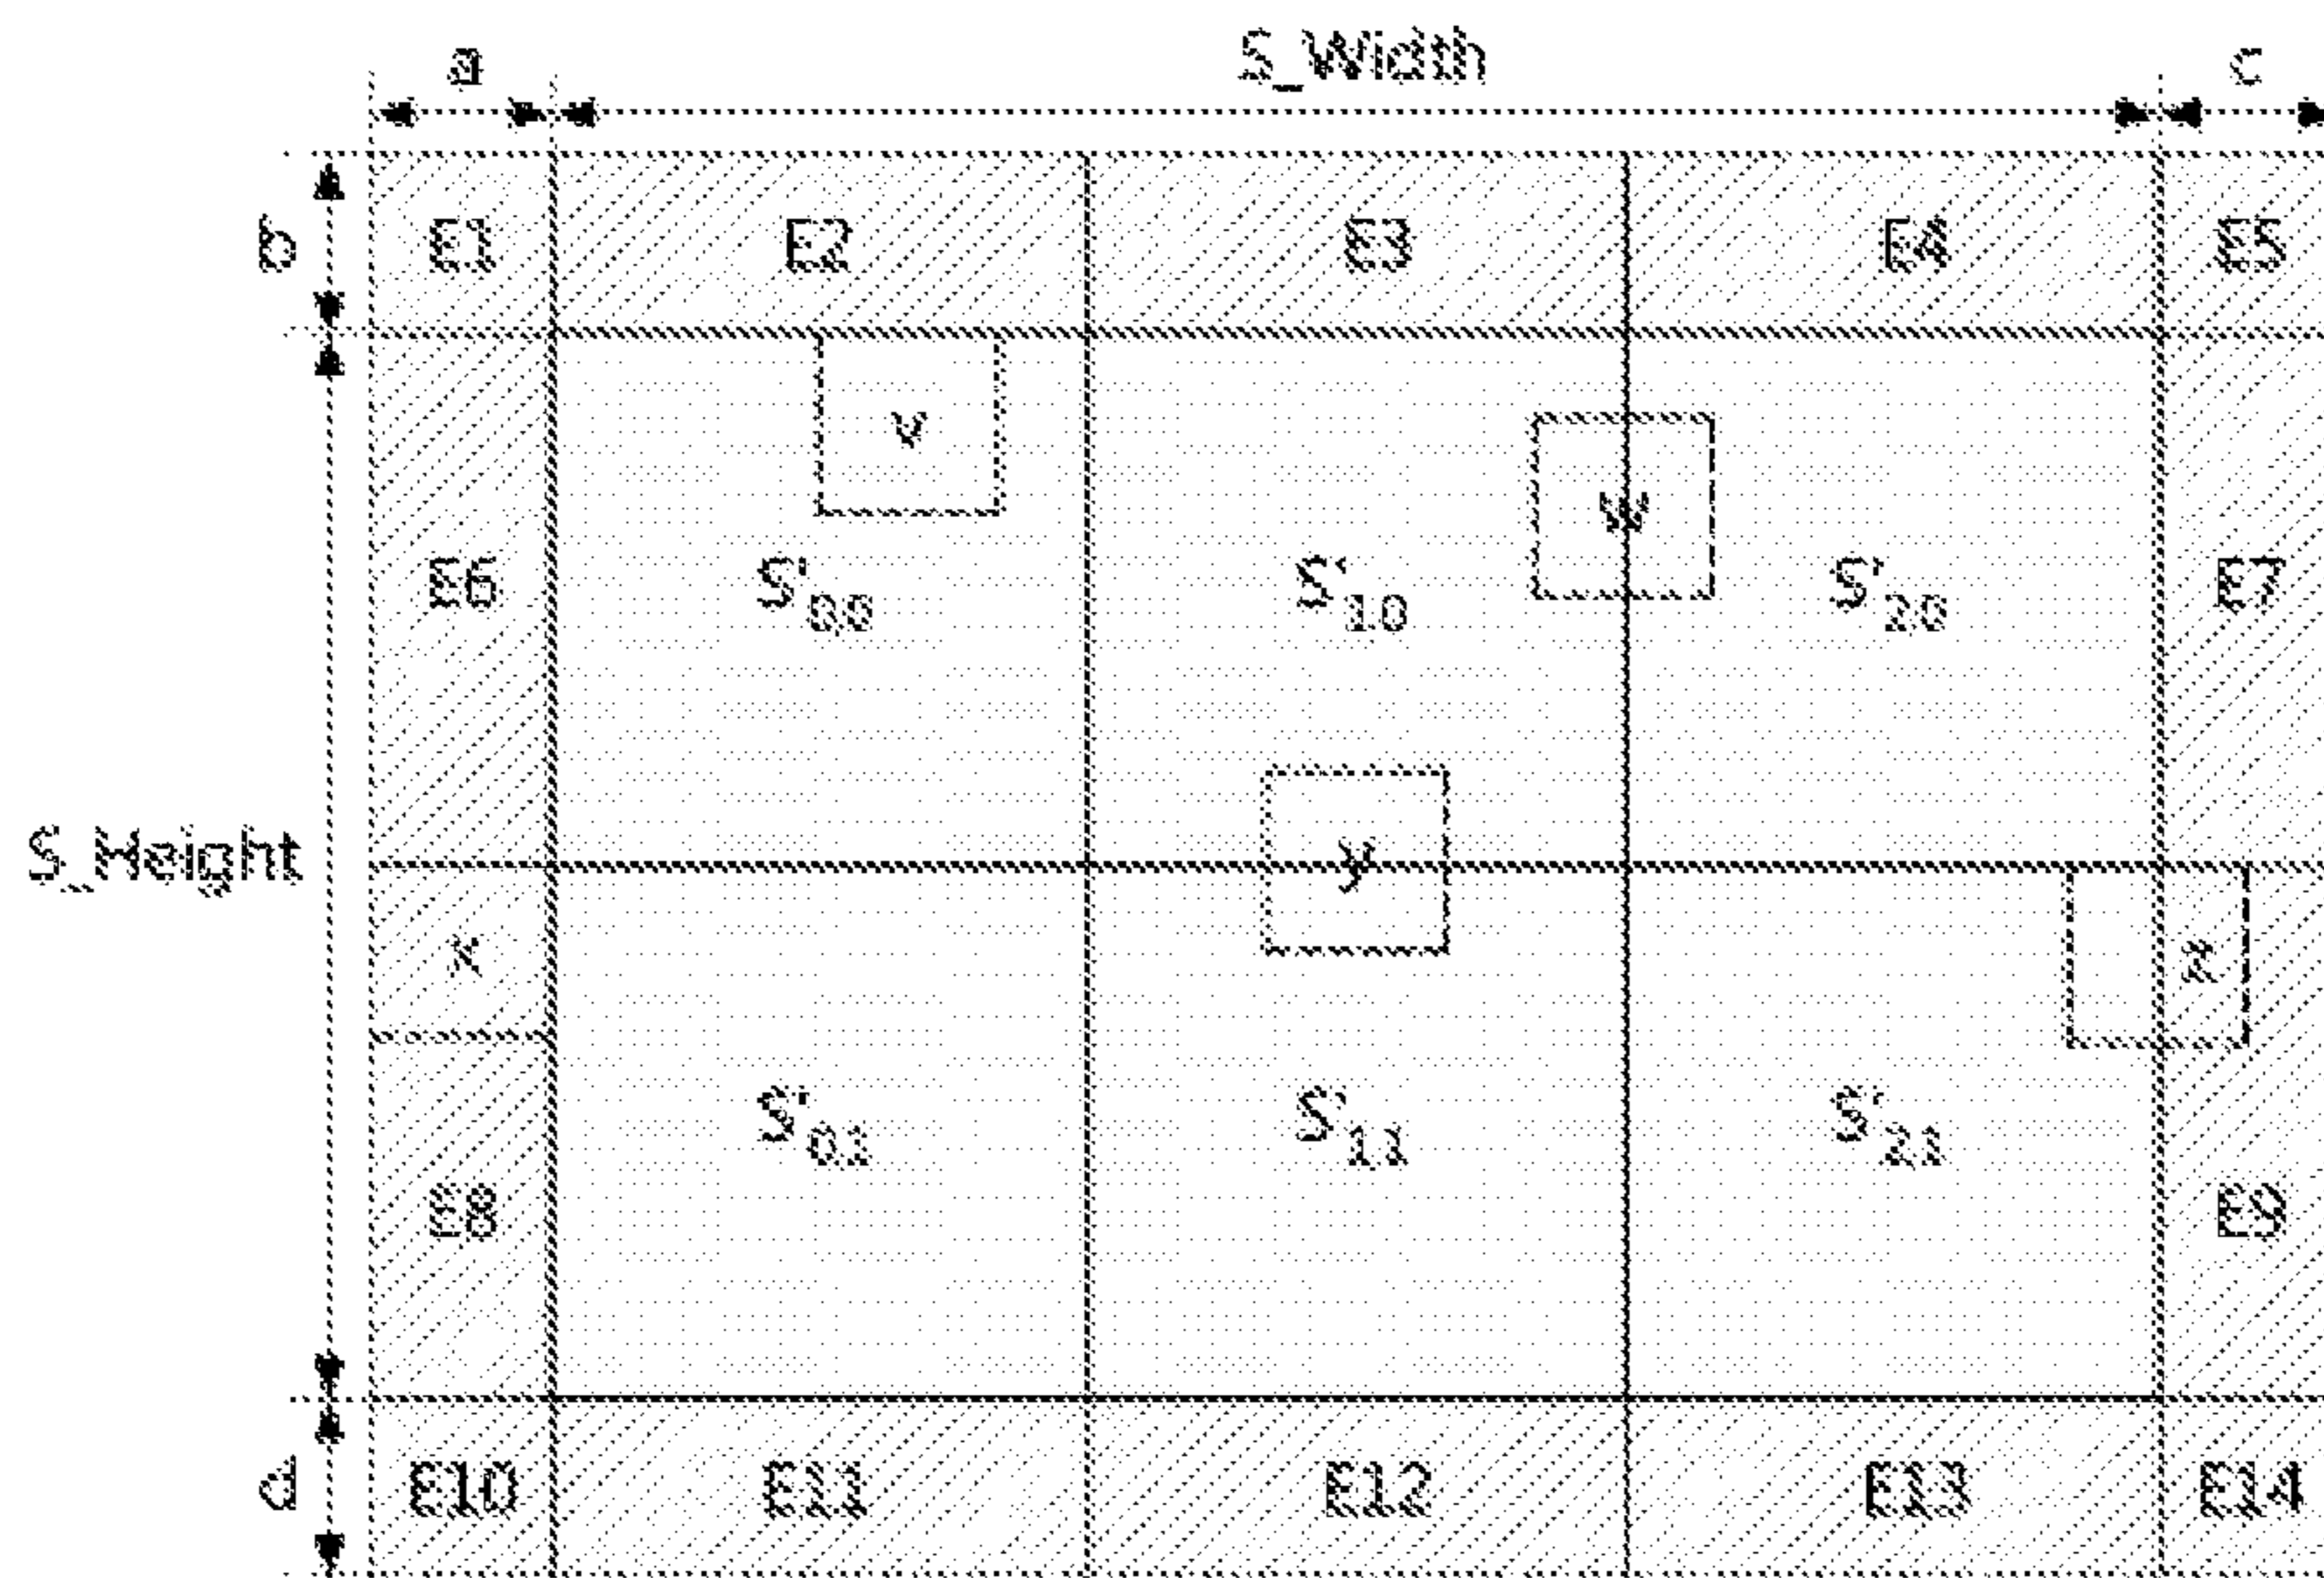 a S_Width c
b E1 E2 E3 E4 E5
v
w
E6 S'00 S'10 S'20 E7
S_Height y
x z
S'01 S'11 S'21
E8 E9
d E10 E11 E12 E13 E14